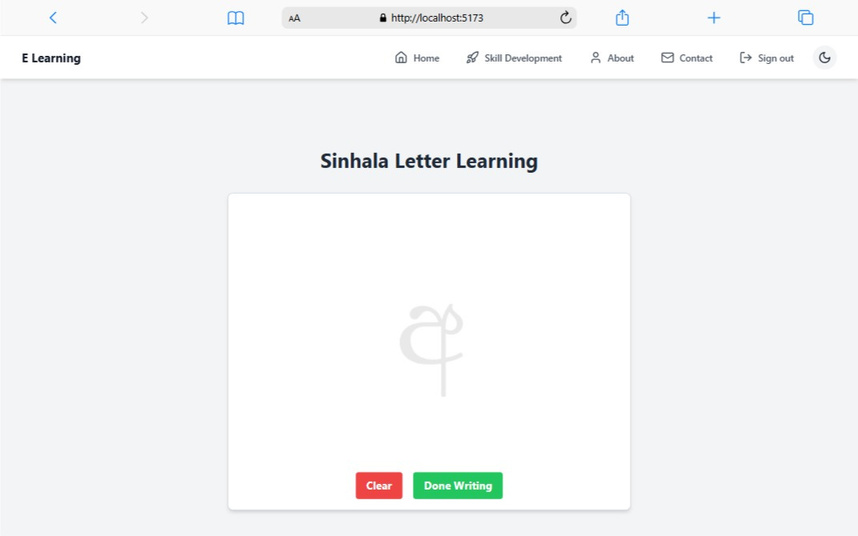 AA
http://localhost:5173
E Learning
Home
Skill Development
About
Contact
Sign out
Sinhala Letter Learning
අ
Clear
Done Writing